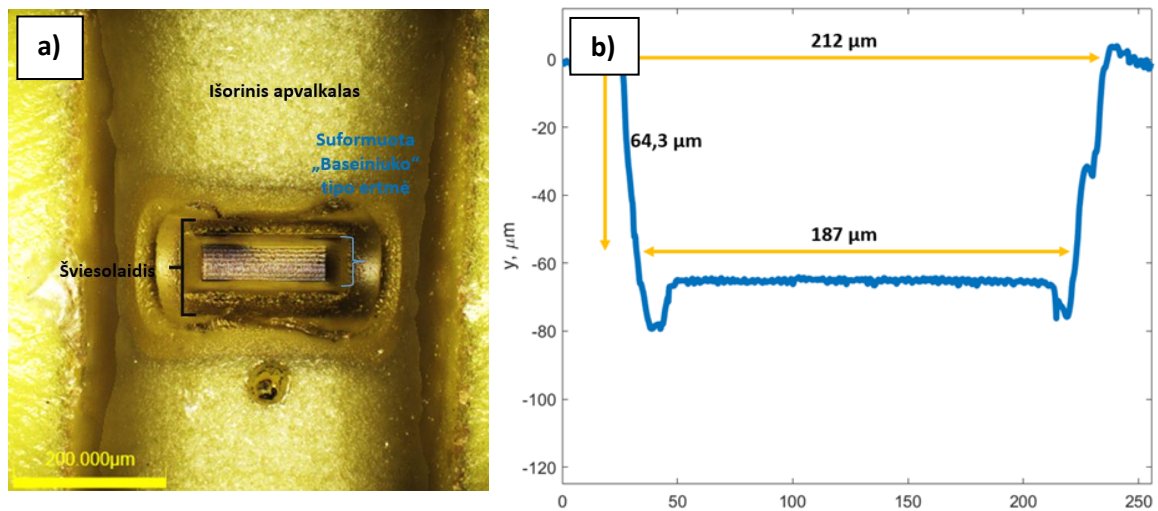 a)
Išorinis apvalkalas
Suformuota
„Baseiniuko“
tipo ertmė
Šviesolaidis
200.000µm
b)
212 µm
64,3 µm
187 µm
y, µm
0
-20
-40
-60
-80
-100
-120
0
50
100
150
200
250